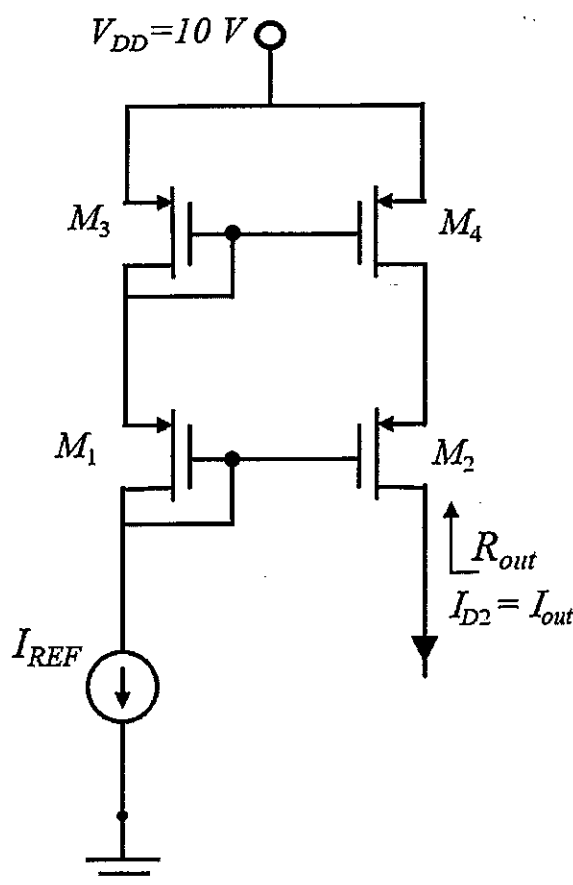 V_DD=10 V
M_3
M_4
M_1
M_2
R_out
I_D2 = I_out
I_REF